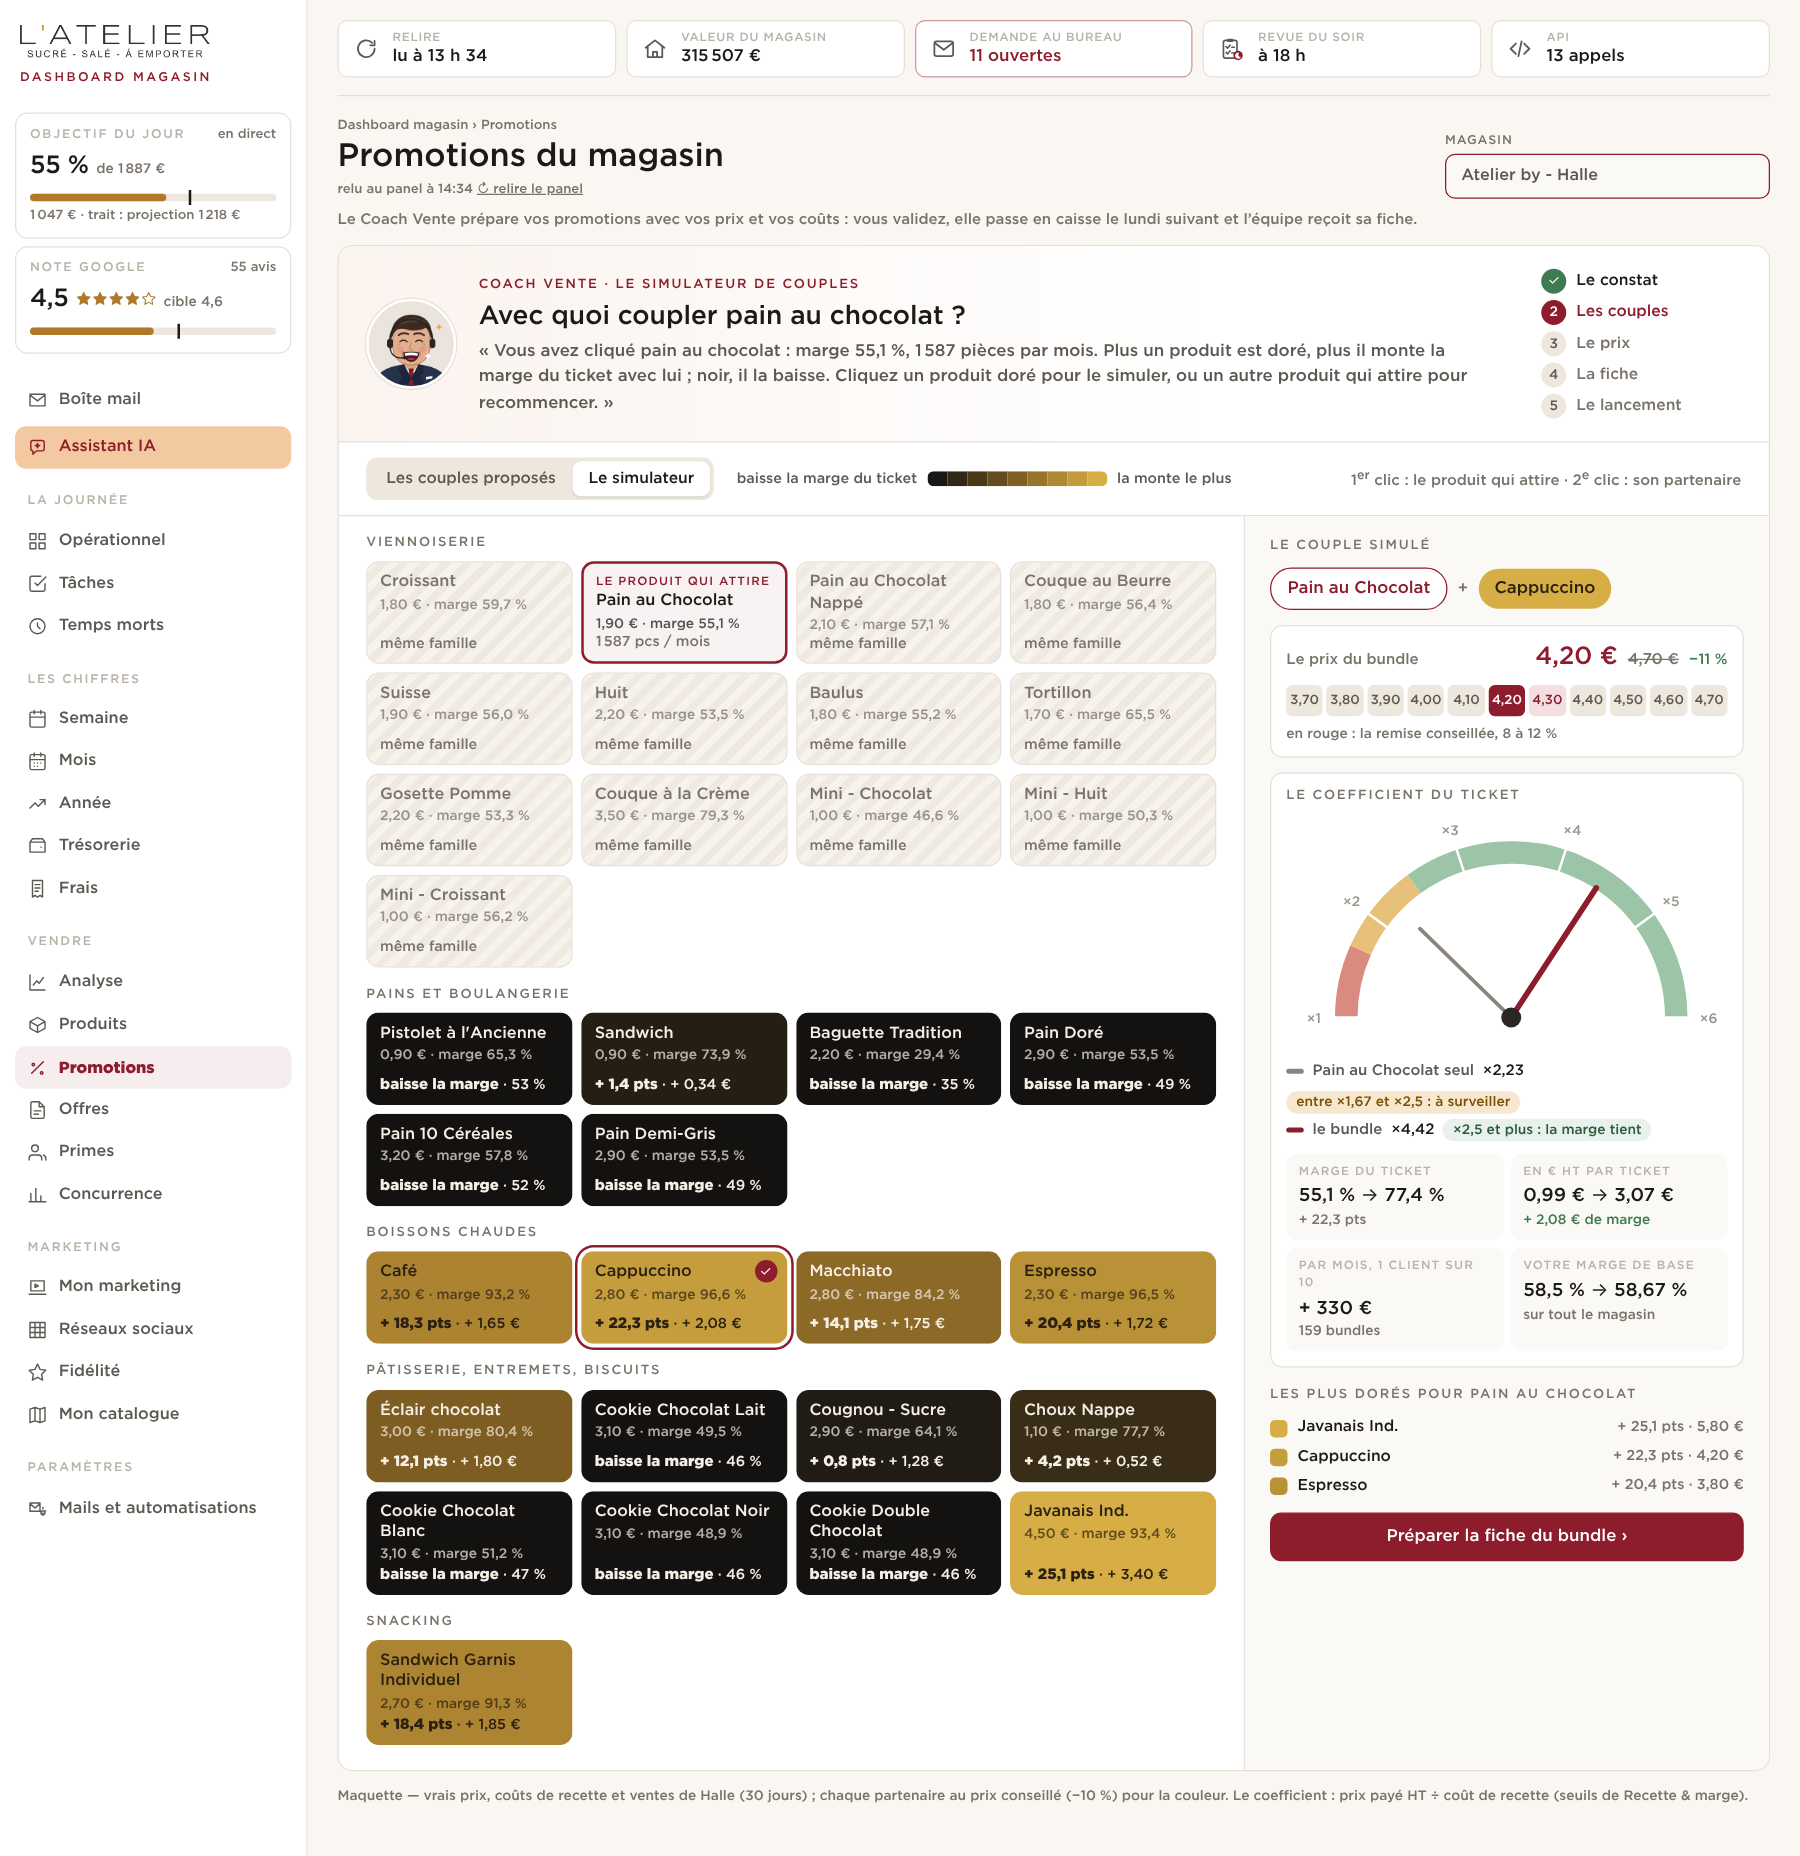 L'ATELIER
SUCRÉ - SALÉ - À EMPORTER
DASHBOARD MAGASIN
OBJECTIF DU JOUR en direct
55 % de 1 887 €
1 047 € · trait : projection 1 218 €
NOTE GOOGLE 55 avis
4,5 cible 4,6
Boîte mail
Assistant IA
LA JOURNÉE
Opérationnel
Tâches
Temps morts
LES CHIFFRES
Semaine
Mois
Année
Trésorerie
Frais
VENDRE
Analyse
Produits
Promotions
Offres
Primes
Concurrence
MARKETING
Mon marketing
Réseaux sociaux
Fidélité
Mon catalogue
PARAMÈTRES
Mails et automatisations
RELIRE
lu à 13 h 34
VALEUR DU MAGASIN
315 507 €
DEMANDE AU BUREAU
11 ouvertes
REVUE DU SOIR
à 18 h
API
13 appels
Dashboard magasin › Promotions
Promotions du magasin
relu au panel à 14:34 ↻ relire le panel
MAGASIN
Atelier by - Halle
Le Coach Vente prépare vos promotions avec vos prix et vos coûts : vous validez, elle passe en caisse le lundi suivant et l'équipe reçoit sa fiche.
COACH VENTE · LE SIMULATEUR DE COUPLES
Avec quoi coupler pain au chocolat ?
« Vous avez cliqué pain au chocolat : marge 55,1 %, 1 587 pièces par mois. Plus un produit est doré, plus il monte la
marge du ticket avec lui ; noir, il la baisse. Cliquez un produit doré pour le simuler, ou un autre produit qui attire pour
recommencer. »
Le constat
2 Les couples
3 Le prix
4 La fiche
5 Le lancement
Les couples proposés Le simulateur baisse la marge du ticket la monte le plus 1er clic : le produit qui attire · 2e clic : son partenaire
VIENNOISERIE
Croissant
1,80 € · marge 59,7 %
même famille
LE PRODUIT QUI ATTIRE
Pain au Chocolat
1,90 € · marge 55,1 %
1 587 pcs / mois
Pain au Chocolat
Nappé
2,10 € · marge 57,1 %
même famille
Couque au Beurre
1,80 € · marge 56,4 %
même famille
Suisse
1,90 € · marge 56,0 %
même famille
Huit
2,20 € · marge 53,5 %
même famille
Baulus
1,80 € · marge 55,2 %
même famille
Tortillon
1,70 € · marge 65,5 %
même famille
Gosette Pomme
2,20 € · marge 53,3 %
même famille
Couque à la Crème
3,50 € · marge 79,3 %
même famille
Mini - Chocolat
1,00 € · marge 46,6 %
même famille
Mini - Huit
1,00 € · marge 50,3 %
même famille
Mini - Croissant
1,00 € · marge 56,2 %
même famille
PAINS ET BOULANGERIE
Pistolet à l'Ancienne
0,90 € · marge 65,3 %
baisse la marge · 53 %
Sandwich
0,90 € · marge 73,9 %
+ 1,4 pts · + 0,34 €
Baguette Tradition
2,20 € · marge 29,4 %
baisse la marge · 35 %
Pain Doré
2,90 € · marge 53,5 %
baisse la marge · 49 %
Pain 10 Céréales
3,20 € · marge 57,8 %
baisse la marge · 52 %
Pain Demi-Gris
2,90 € · marge 53,5 %
baisse la marge · 49 %
BOISSONS CHAUDES
Café
2,30 € · marge 93,2 %
+ 18,3 pts · + 1,65 €
Cappuccino
2,80 € · marge 96,6 %
+ 22,3 pts · + 2,08 €
Macchiato
2,80 € · marge 84,2 %
+ 14,1 pts · + 1,75 €
Espresso
2,30 € · marge 96,5 %
+ 20,4 pts · + 1,72 €
PÂTISSERIE, ENTREMETS, BISCUITS
Éclair chocolat
3,00 € · marge 80,4 %
+ 12,1 pts · + 1,80 €
Cookie Chocolat Lait
3,10 € · marge 49,5 %
baisse la marge · 46 %
Cougnou - Sucre
2,90 € · marge 64,1 %
+ 0,8 pts · + 1,28 €
Choux Nappe
1,10 € · marge 77,7 %
+ 4,2 pts · + 0,52 €
Cookie Chocolat
Blanc
3,10 € · marge 51,2 %
baisse la marge · 47 %
Cookie Chocolat Noir
3,10 € · marge 48,9 %
baisse la marge · 46 %
Cookie Double
Chocolat
3,10 € · marge 48,9 %
baisse la marge · 46 %
Javanais Ind.
4,50 € · marge 93,4 %
+ 25,1 pts · + 3,40 €
SNACKING
Sandwich Garnis
Individuel
2,70 € · marge 91,3 %
+ 18,4 pts · + 1,85 €
LE COUPLE SIMULÉ
Pain au Chocolat + Cappuccino
Le prix du bundle 4,20 € 4,70 € −11 %
3,70 3,80 3,90 4,00 4,10 4,20 4,30 4,40 4,50 4,60 4,70
en rouge : la remise conseillée, 8 à 12 %
LE COEFFICIENT DU TICKET
×1 ×2 ×3 ×4 ×5 ×6
Pain au Chocolat seul ×2,23
entre ×1,67 et ×2,5 : à surveiller
le bundle ×4,42 ×2,5 et plus : la marge tient
MARGE DU TICKET
55,1 % → 77,4 %
+ 22,3 pts
EN € HT PAR TICKET
0,99 € → 3,07 €
+ 2,08 € de marge
PAR MOIS, 1 CLIENT SUR
10
+ 330 €
159 bundles
VOTRE MARGE DE BASE
58,5 % → 58,67 %
sur tout le magasin
LES PLUS DORÉS POUR PAIN AU CHOCOLAT
Javanais Ind. + 25,1 pts · 5,80 €
Cappuccino + 22,3 pts · 4,20 €
Espresso + 20,4 pts · 3,80 €
Préparer la fiche du bundle ›
Maquette — vrais prix, coûts de recette et ventes de Halle (30 jours) ; chaque partenaire au prix conseillé (−10 %) pour la couleur. Le coefficient : prix payé HT ÷ coût de recette (seuils de Recette & marge).